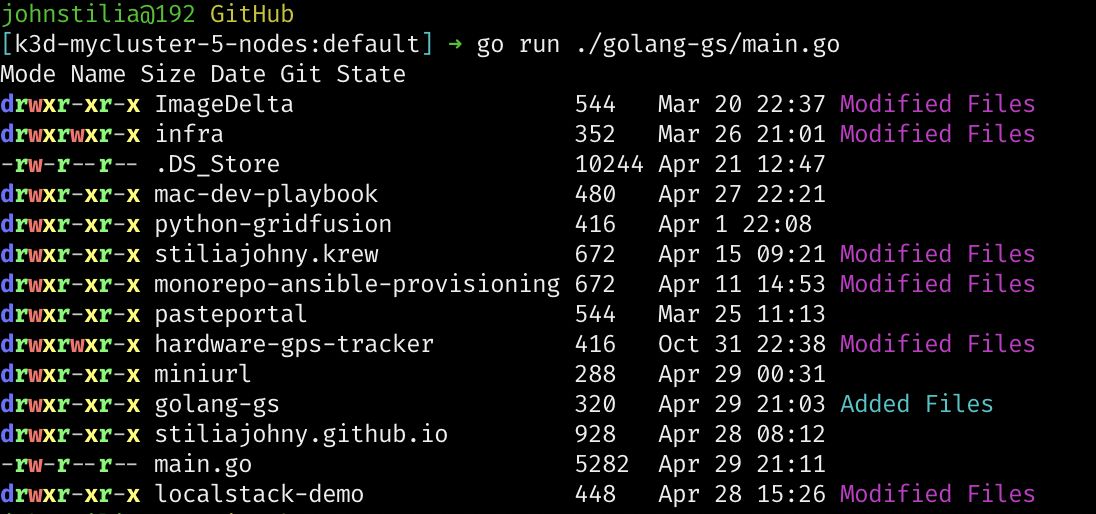 johnstilia@192 GitHub
[k3d-mycluster-5-nodes:default] → go run ./golang-gs/main.go
Mode Name Size Date Git State
drwxr-xr-x ImageDelta 544 Mar 20 22:37 Modified Files
drwxrwxr-x infra 352 Mar 26 21:01 Modified Files
-rw-r--r-- .DS_Store 10244 Apr 21 12:47
drwxr-xr-x mac-dev-playbook 480 Apr 27 22:21
drwxr-xr-x python-gridfusion 416 Apr 1 22:08
drwxr-xr-x stiliajohny.krew 672 Apr 15 09:21 Modified Files
drwxr-xr-x monorepo-ansible-provisioning 672 Apr 11 14:53 Modified Files
drwxr-xr-x pasteportal 544 Mar 25 11:13
drwxrwxr-x hardware-gps-tracker 416 Oct 31 22:38 Modified Files
drwxr-xr-x miniurl 288 Apr 29 00:31
drwxr-xr-x golang-gs 320 Apr 29 21:03 Added Files
drwxr-xr-x stiliajohny.github.io 928 Apr 28 08:12
-rw-r--r-- main.go 5282 Apr 29 21:11
drwxr-xr-x localstack-demo 448 Apr 28 15:26 Modified Files